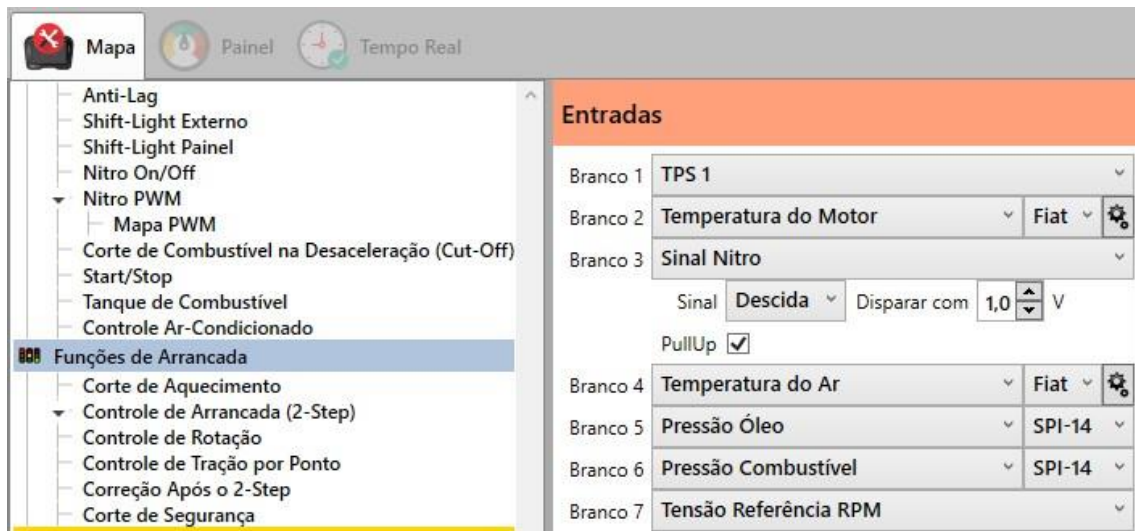 Mapa
Painel
Tempo Real
Anti-Lag
Shift-Light Externo
Shift-Light Painel
Nitro On/Off
Nitro PWM
Mapa PWM
Corte de Combustível na Desaceleração (Cut-Off)
Start/Stop
Tanque de Combustível
Controle Ar-Condicionado
Funções de Arrancada
Corte de Aquecimento
Controle de Arrancada (2-Step)
Controle de Rotação
Controle de Tração por Ponto
Correção Após o 2-Step
Corte de Segurança
Entradas
Branco 1 TPS 1
Branco 2 Temperatura do Motor Fiat
Branco 3 Sinal Nitro
Sinal Descida Disparar com 1,0 V
PullUp
Branco 4 Temperatura do Ar Fiat
Branco 5 Pressão Óleo SPI-14
Branco 6 Pressão Combustível SPI-14
Branco 7 Tensão Referência RPM